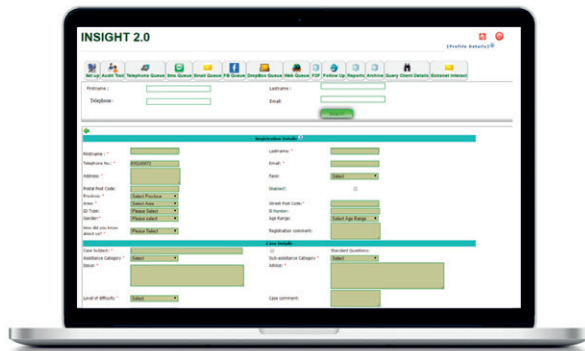 INSIGHT 2.0
[Profile Details]
Set up Audit Trail Telephone Queue Sms Queue Email Queue FB Queue DropBox Queue Web Queue F2F Follow Up Reports Archive Query Client Details Extranet Interact
Firstname : Lastname:
Telephone: Email:
Search
Registration Details
Firstname : * Lastname: *
Telephone No.: * Email: *
Address: * Race: Select
Postal Post Code: Disabled:
Province: * Select Province Street Post Code:*
Area: * Select Area ID Number:
ID Type: Please Select Age Range: Select Age Range
Gender:* Please select Registration comment:
How did you know
about us? * Please Select
Case Details
Case Subject: * Standard Questions:
Assistance Category * Select Sub-assistance Category * Select
Issue: * Advice: *
Level of difficulty: * Select Case comment: